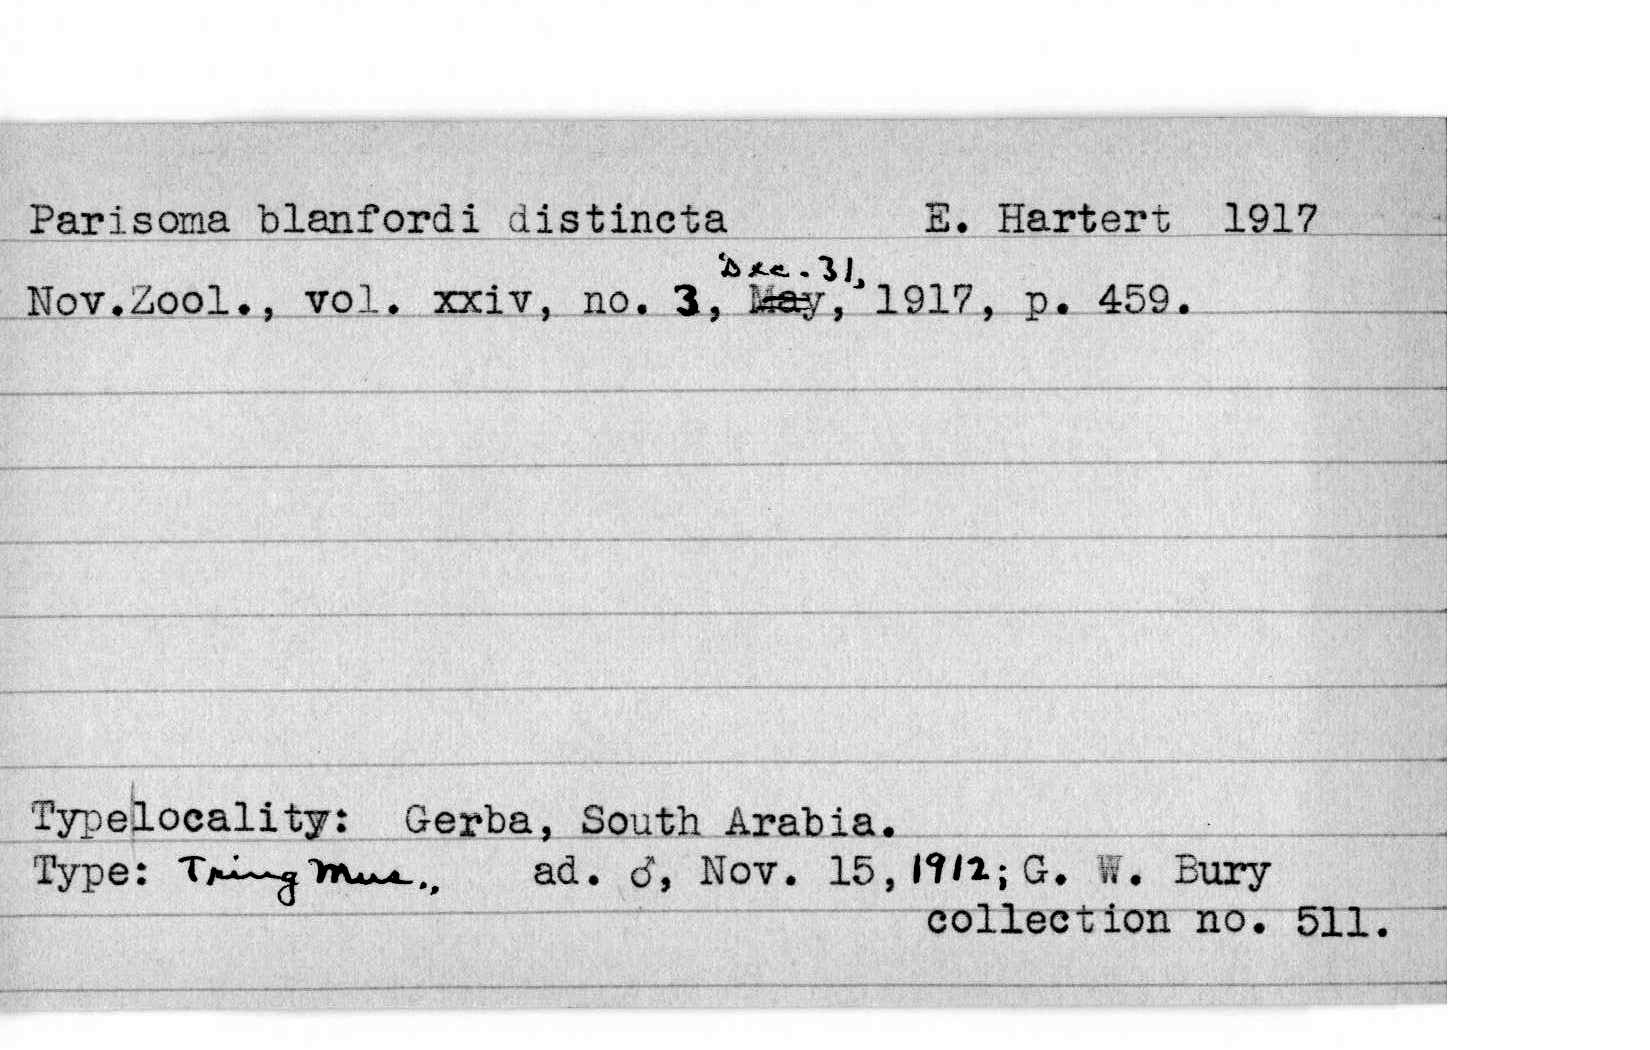 Parisoma blanfordi distincta E. Hartert 1917
Dec. 31,
Nov.Zool., vol. xxiv, no. 3, May, 1917, p. 459.
Type locality: Gerba, South Arabia.
Type: Tring Mus., ad. ♂, Nov. 15, 1912; G. W. Bury
collection no. 511.